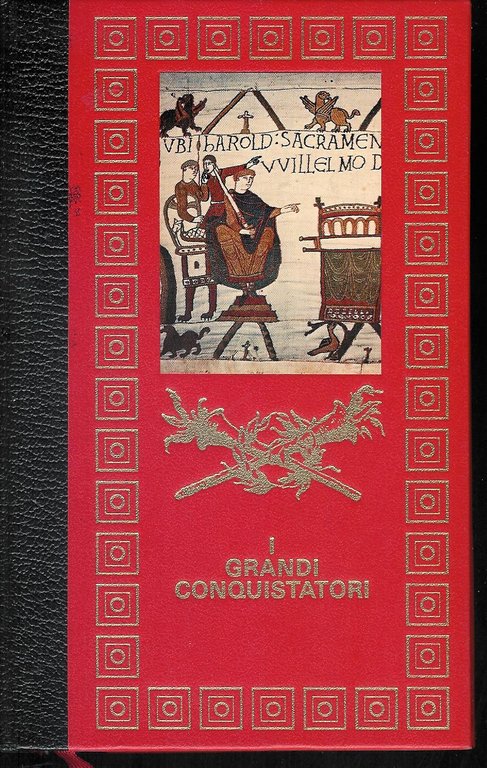 VBI hAROLD: SACRAMEN
VVILLELMO D
I
GRANDI
CONQUISTATORI